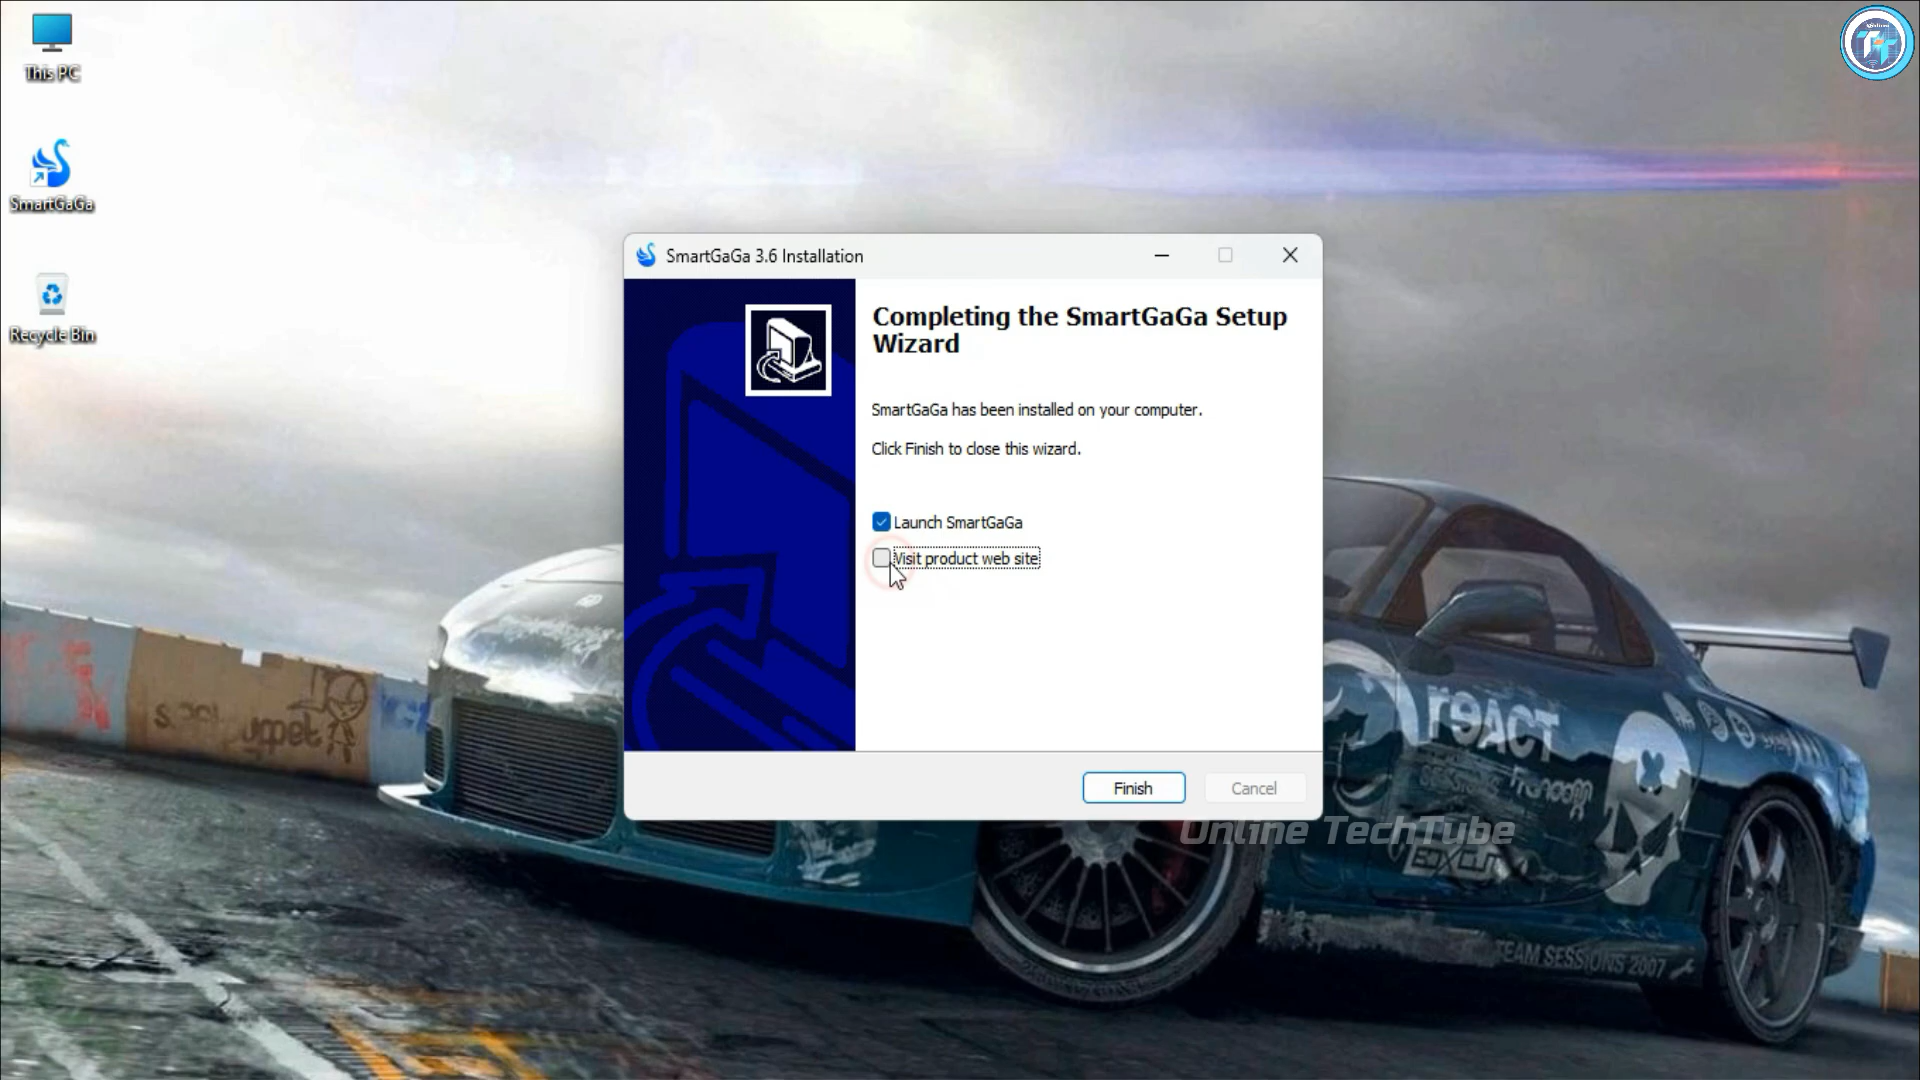 This PC
SmartGaGa
Recycle Bin
SmartGaGa 3.6 Installation
Completing the SmartGaGa Setup
Wizard
SmartGaGa has been installed on your computer.
Click Finish to close this wizard.
Launch SmartGaGa
Visit product web site
Finish
Cancel
Online TechTube
reACT
SESSIONS
TEAM SESSIONS 2007